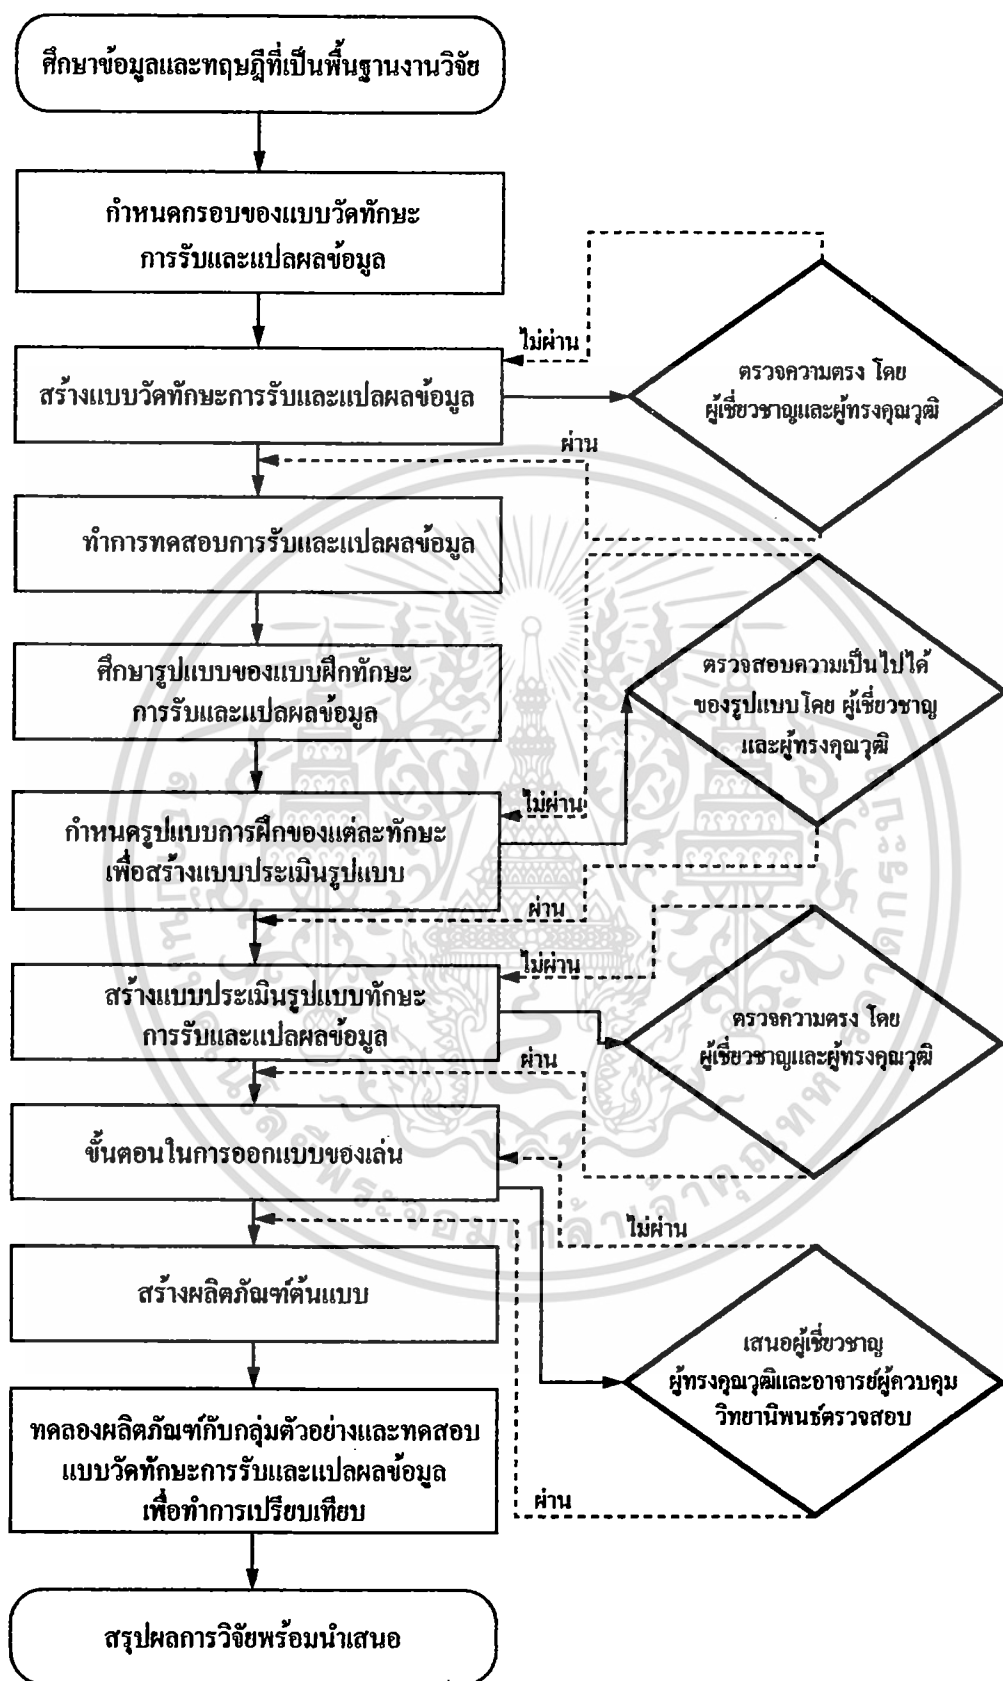 ศึกษาข้อมูลและทฤษฎีที่เป็นพื้นฐานงานวิจัย
กำหนดกรอบของแบบวัดทักษะ
การรับและแปลผลข้อมูล
ไม่ผ่าน
สร้างแบบวัดทักษะการรับและแปลผลข้อมูล
ตรวจความตรง โดย
ผู้เชี่ยวชาญและผู้ทรงคุณวุฒิ
ผ่าน
ทำการทดสอบการรับและแปลผลข้อมูล
ศึกษารูปแบบของแบบฝึกทักษะ
การรับและแปลผลข้อมูล
ตรวจสอบความเป็นไปได้
ของรูปแบบโดย ผู้เชี่ยวชาญ
และผู้ทรงคุณวุฒิ
ไม่ผ่าน
กำหนดรูปแบบการฝึกของแต่ละทักษะ
เพื่อสร้างแบบประเมินรูปแบบ
ผ่าน
ไม่ผ่าน
สร้างแบบประเมินรูปแบบทักษะ
การรับและแปลผลข้อมูล
ตรวจความตรง โดย
ผู้เชี่ยวชาญและผู้ทรงคุณวุฒิ
ผ่าน
ขั้นตอนในการออกแบบของเล่น
ไม่ผ่าน
สร้างผลิตภัณฑ์ต้นแบบ
เสนอผู้เชี่ยวชาญ
ผู้ทรงคุณวุฒิและอาจารย์ผู้ควบคุม
วิทยานิพนธ์ตรวจสอบ
ผ่าน
ทดลองผลิตภัณฑ์กับกลุ่มตัวอย่างและทดสอบ
แบบวัดทักษะการรับและแปลผลข้อมูล
เพื่อทำการเปรียบเทียบ
สรุปผลการวิจัยพร้อมนำเสนอ